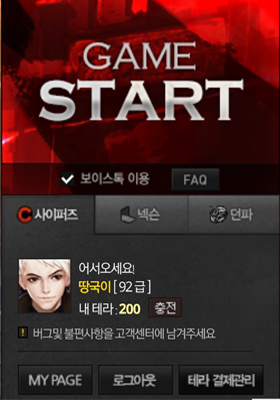 GAME
START
보이스톡 이용 FAQ
사이퍼즈 넥슨 던파
어서오세요!
땅국이 [ 92 급 ]
내 테라 : 200 충전
버그및 불편사항을 고객센터에 남겨주세요
MY PAGE 로그아웃 테라 결제관리